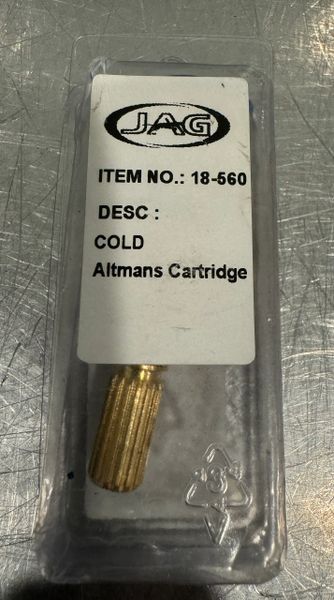 JAG
ITEM NO.: 18-560
DESC :
COLD
Altmans Cartridge